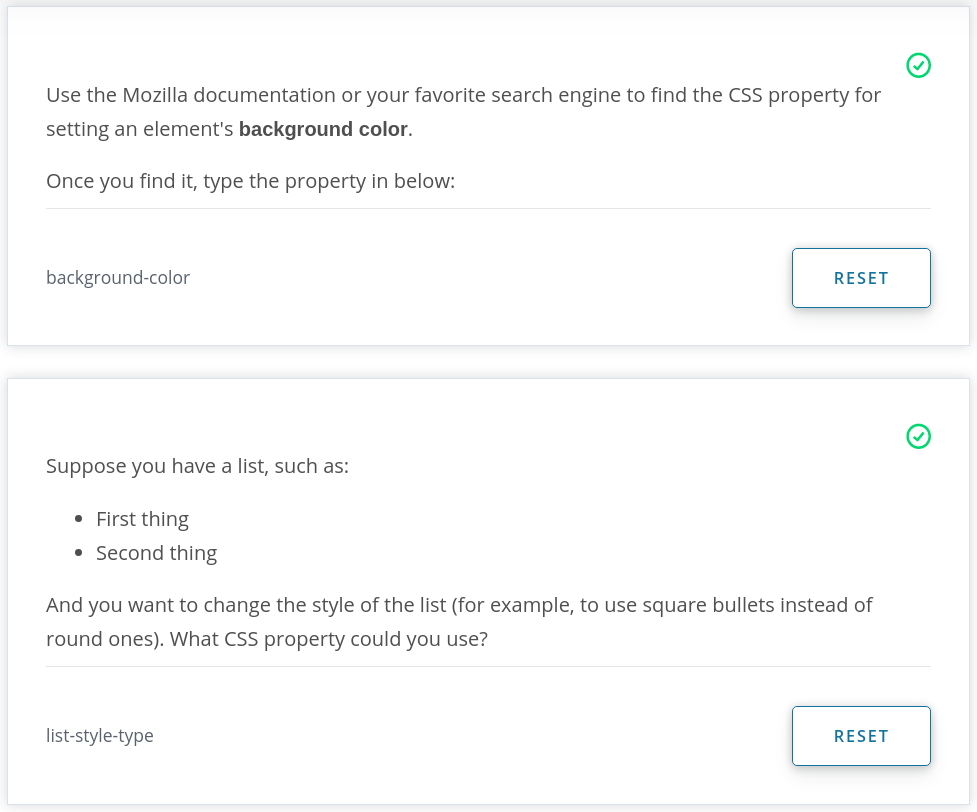 Use the Mozilla documentation or your favorite search engine to find the CSS property for
setting an element's background color.
Once you find it, type the property in below:
background-color
RESET
Suppose you have a list, such as:
First thing
Second thing
And you want to change the style of the list (for example, to use square bullets instead of
round ones). What CSS property could you use?
list-style-type
RESET